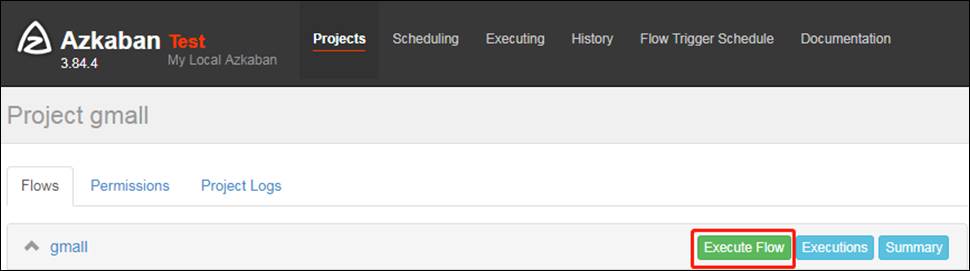 Azkaban Test Projects Scheduling Executing History Flow Trigger Schedule Documentation
3.84.4 My Local Azkaban
Project gmall
Flows Permissions Project Logs
gmall Execute Flow Executions Summary